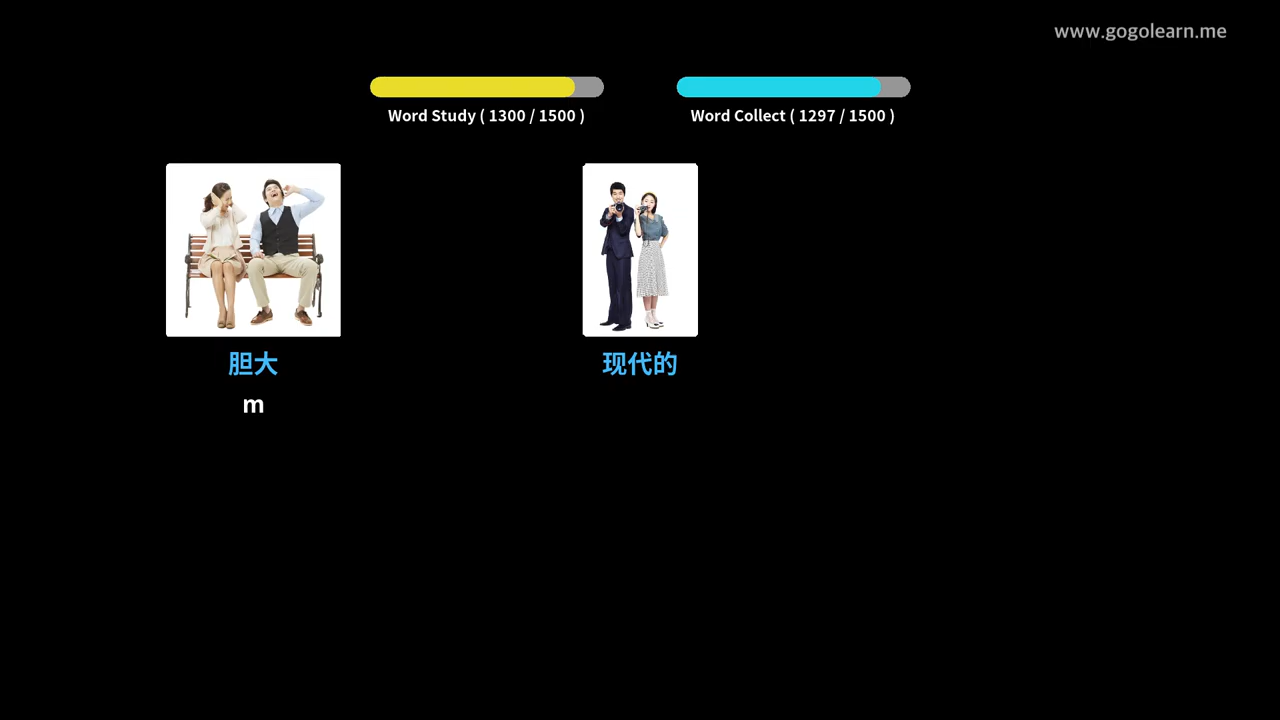 www.gogolearn.me
Word Study ( 1300 / 1500 )
Word Collect ( 1297 / 1500 )
胆大
现代的
m